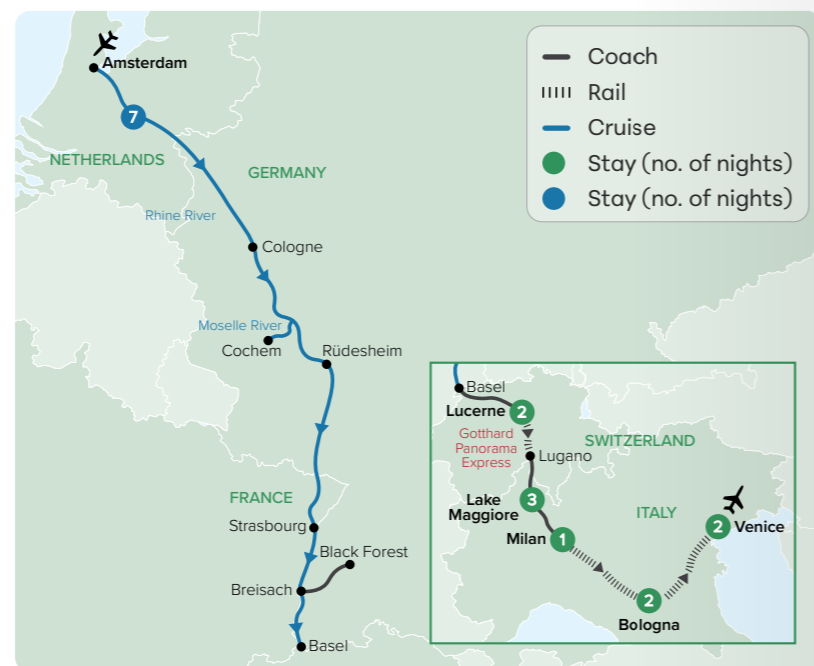 Amsterdam
7
NETHERLANDS
GERMANY
Rhine River
Cologne
Moselle River
Cochem
Rüdesheim
FRANCE
Strasbourg
Black Forest
Breisach
Basel
Coach
Rail
Cruise
Stay (no. of nights)
Stay (no. of nights)
Basel
Lucerne
2
Gotthard
Panorama
Express
SWITZERLAND
Lugano
Lake
Maggiore
3
ITALY
Milan
1
2
Venice
2
Bologna